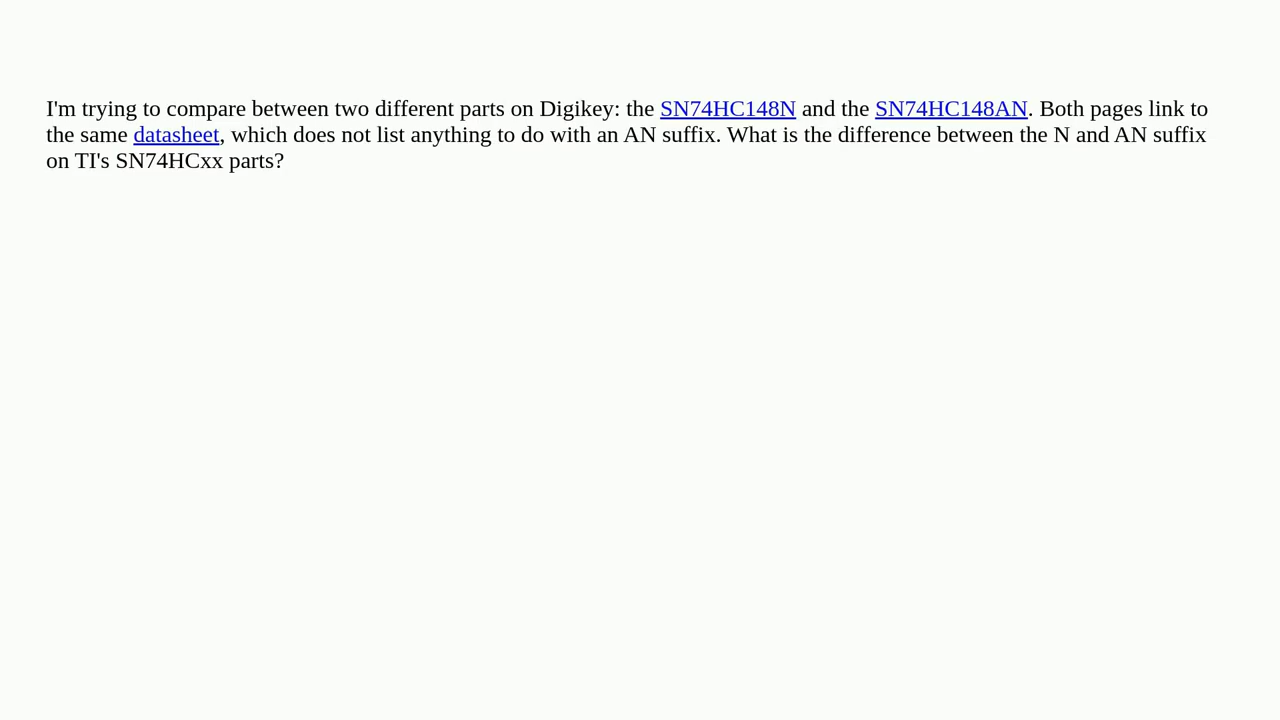 I'm trying to compare between two different parts on Digikey: the SN74HC148N and the SN74HC148AN. Both pages link to
the same datasheet, which does not list anything to do with an AN suffix. What is the difference between the N and AN suffix
on TI's SN74HCxx parts?